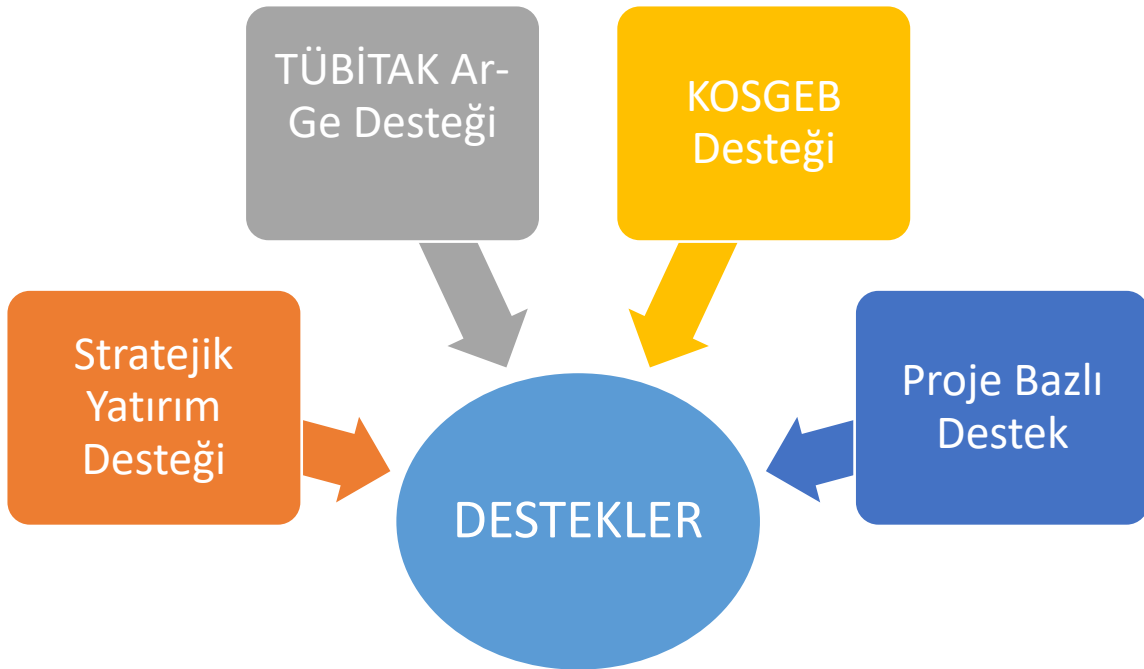 TÜBİTAK Ar-
Ge Desteği
KOSGEB
Desteği
Stratejik
Yatırım
Desteği
Proje Bazlı
Destek
DESTEKLER